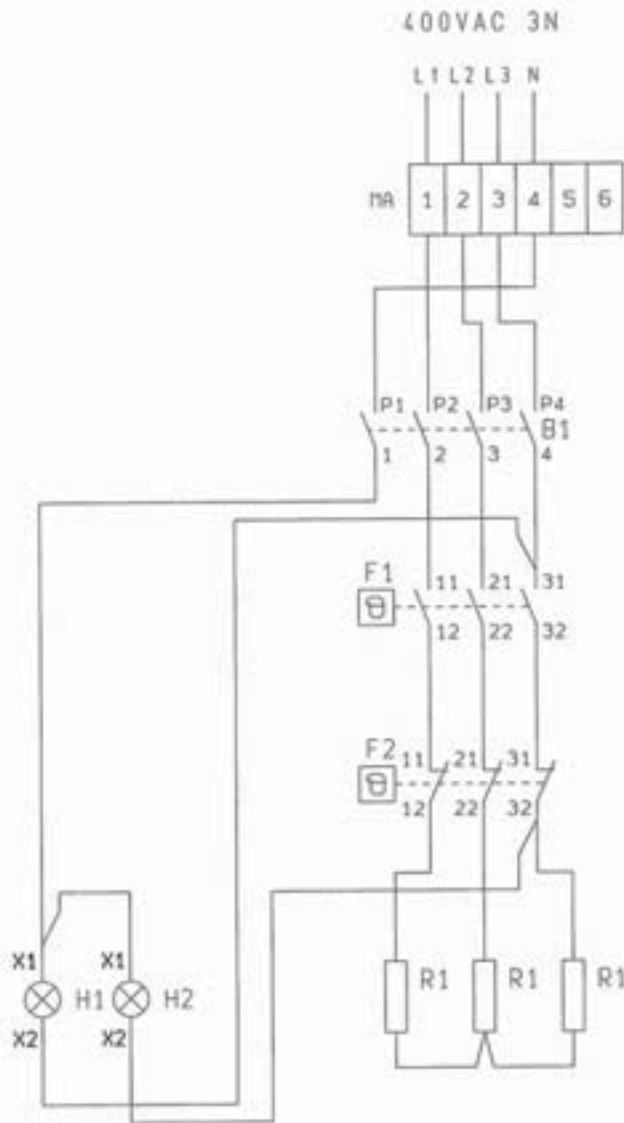 400VAC 3N
L1 L2 L3 N
MA 1 2 3 4 5 6
P1 P2 P3 P4
B1
1 2 3 4
F1 11 21 31
12 22 32
F2 11 21 31
12 22 32
X1 X1
H1 H2 R1 R1 R1
X2 X2